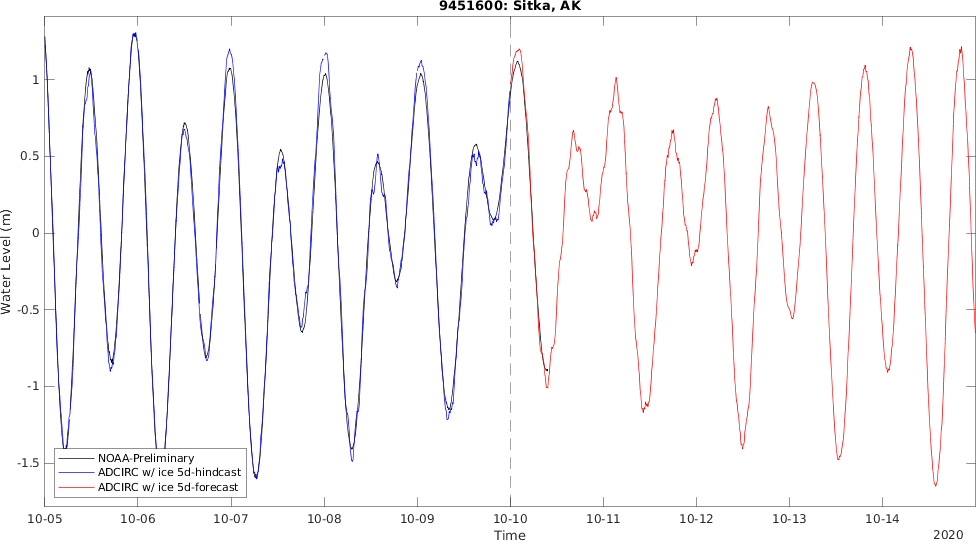 9451600: Sitka, AK
Water Level (m)
1
0.5
0
-0.5
-1
-1.5
NOAA-Preliminary
ADCIRC w/ ice 5d-hindcast
ADCIRC w/ ice 5d-forecast
10-05 10-06 10-07 10-08 10-09 10-10 10-11 10-12 10-13 10-14
Time
2020